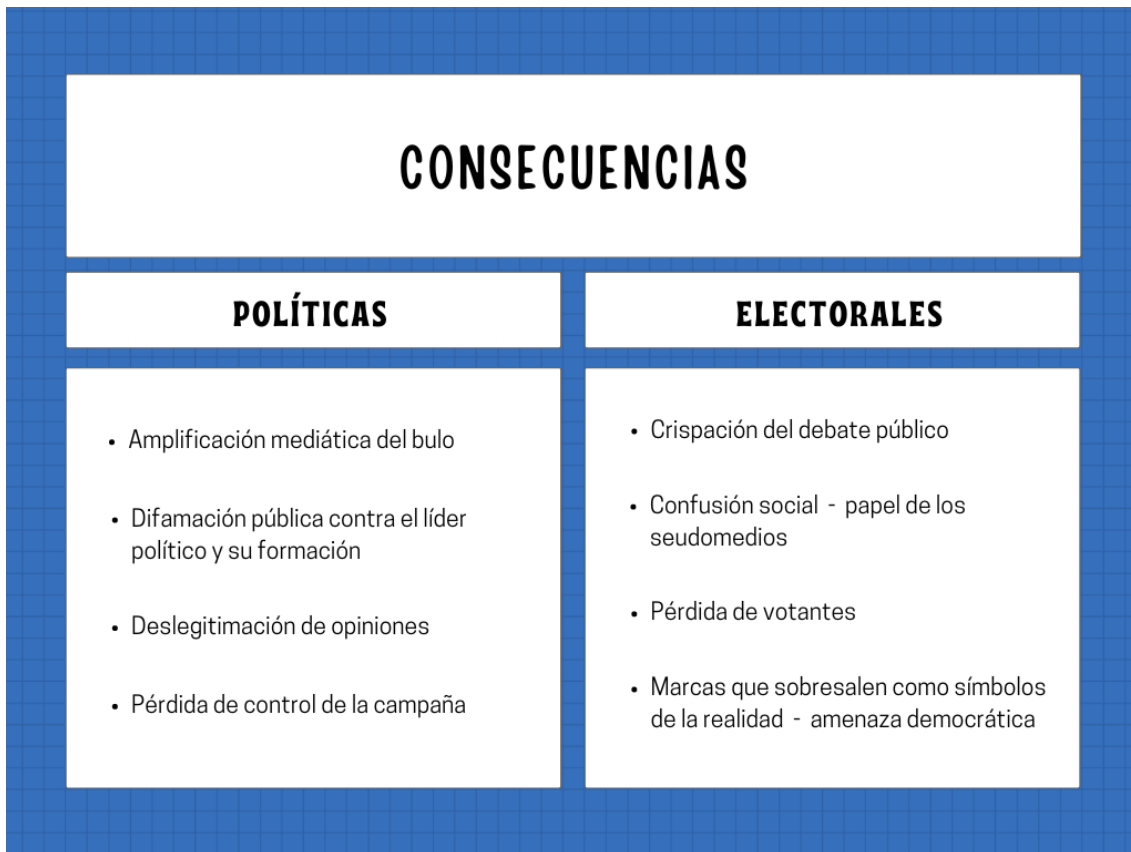 CONSECUENCIAS
POLÍTICAS
• Amplificación mediática del bulo
• Difamación pública contra el líder
político y su formación
• Deslegitimación de opiniones
• Pérdida de control de la campaña
ELECTORALES
• Crispación del debate público
• Confusión social - papel de los
seudomedios
• Pérdida de votantes
• Marcas que sobresalen como símbolos
de la realidad - amenaza democrática